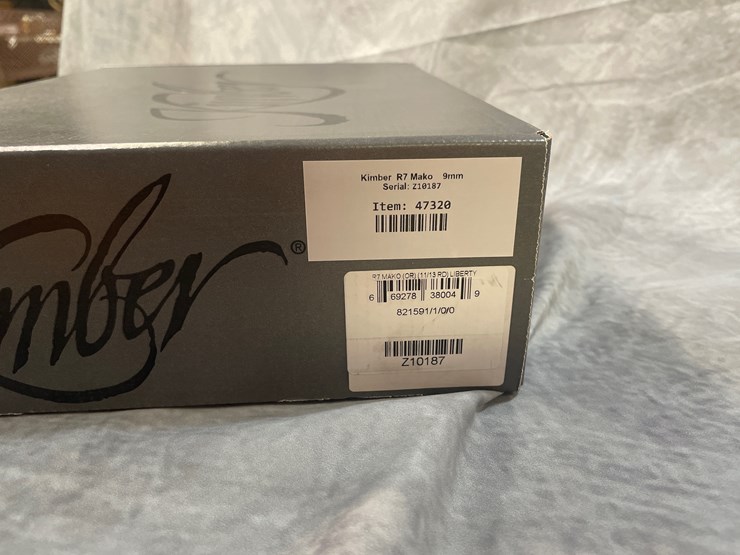 Kimber
®
Kimber R7 Mako 9mm
Serial: Z10187
Item: 47320
R7 MAKO (OR) (11/13 RD) LIBERTY
6 69278 38004 9
821591/1/0/0
Z10187